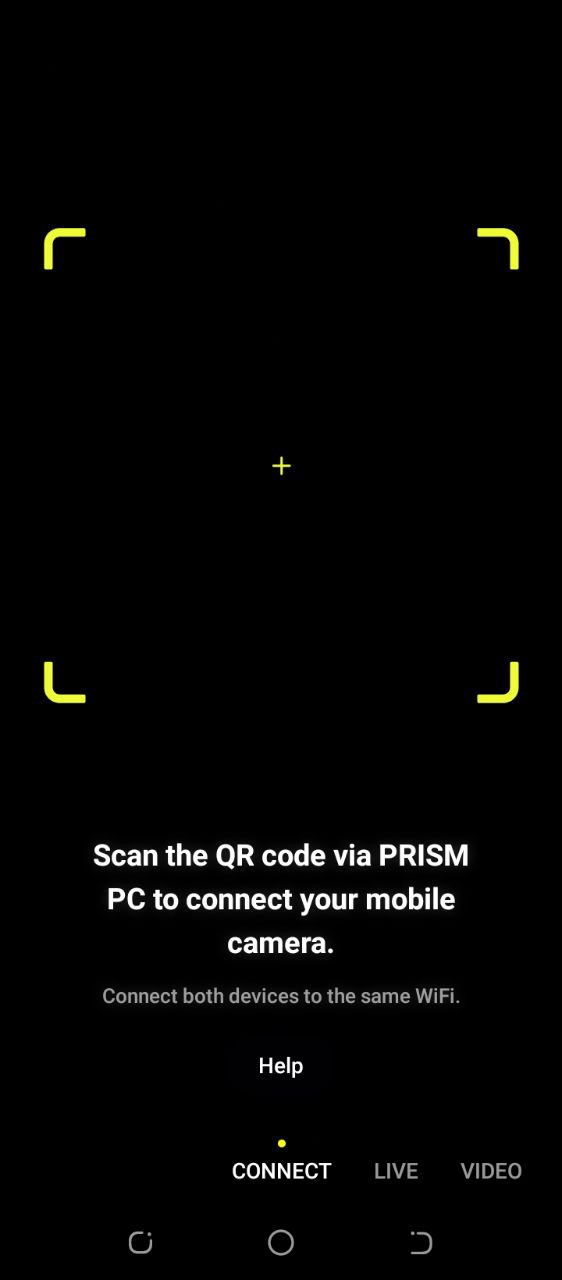 Scan the QR code via PRISM
PC to connect your mobile
camera.
Connect both devices to the same WiFi.
Help
CONNECT LIVE VIDEO